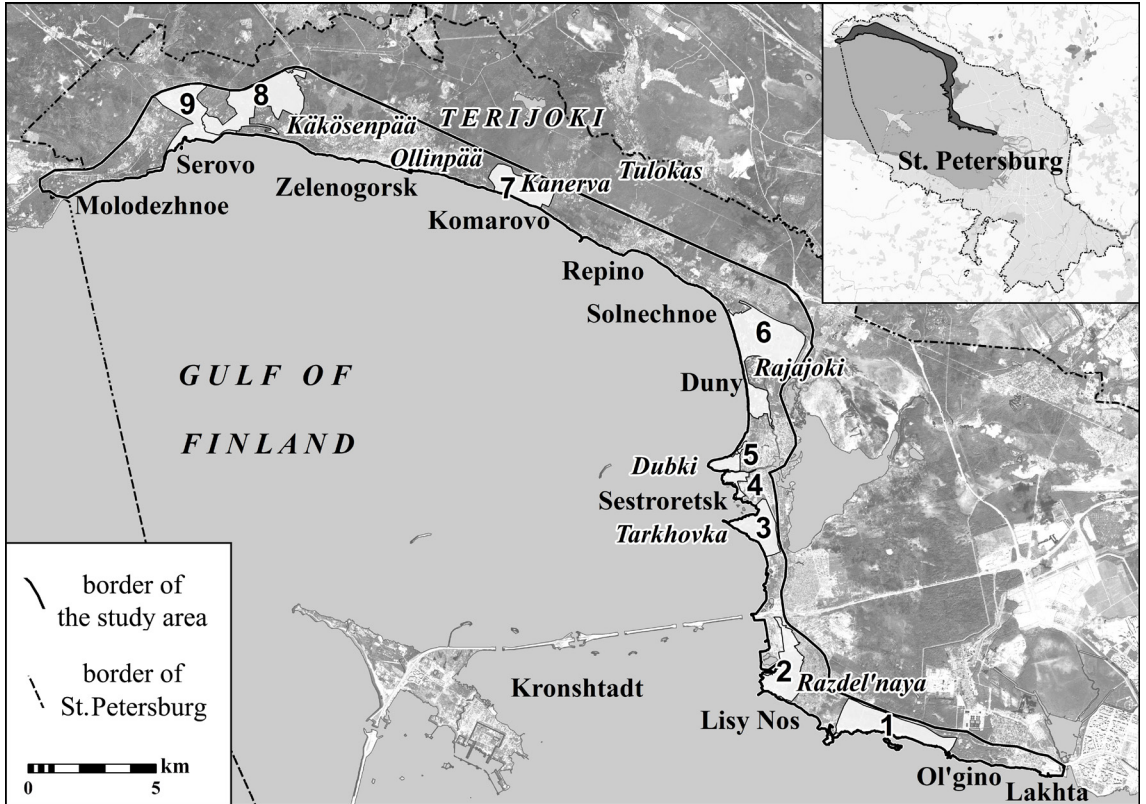 9
8
Käkösenpää
TERIJOKI
Serovo
Ollinpää
Zelenogorsk
7
Kanerva
Tulokas
Molodezhnoe
Komarovo
St. Petersburg
Repino
Solnechnoe
6
Rajajoki
GULF OF
FINLAND
Duny
5
Dubki
4
Sestroretsk
3
Tarkhovka
border of
the study area
border of
St. Petersburg
Kronshtadt
2
Razdel'naya
Lisy Nos
1
Ol'gino
Lakhta
km
0 5